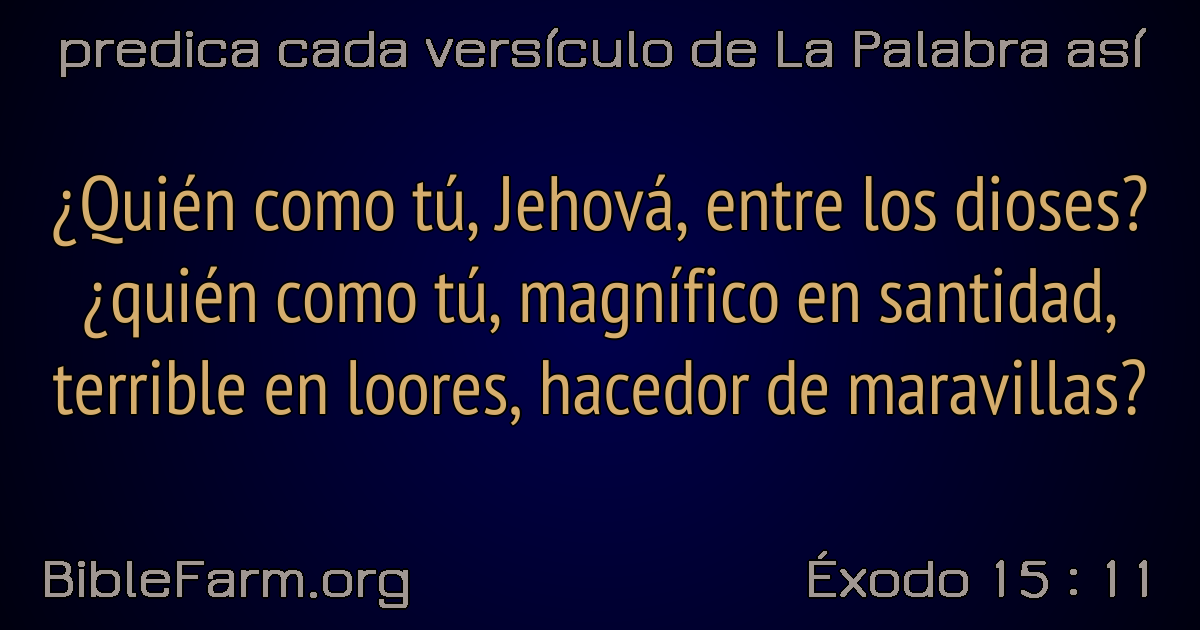 predica cada versículo de La Palabra así
¿Quién como tú, Jehová, entre los dioses?
¿quién como tú, magnífico en santidad,
terrible en loores, hacedor de maravillas?
BibleFarm.org
Éxodo 15 : 11